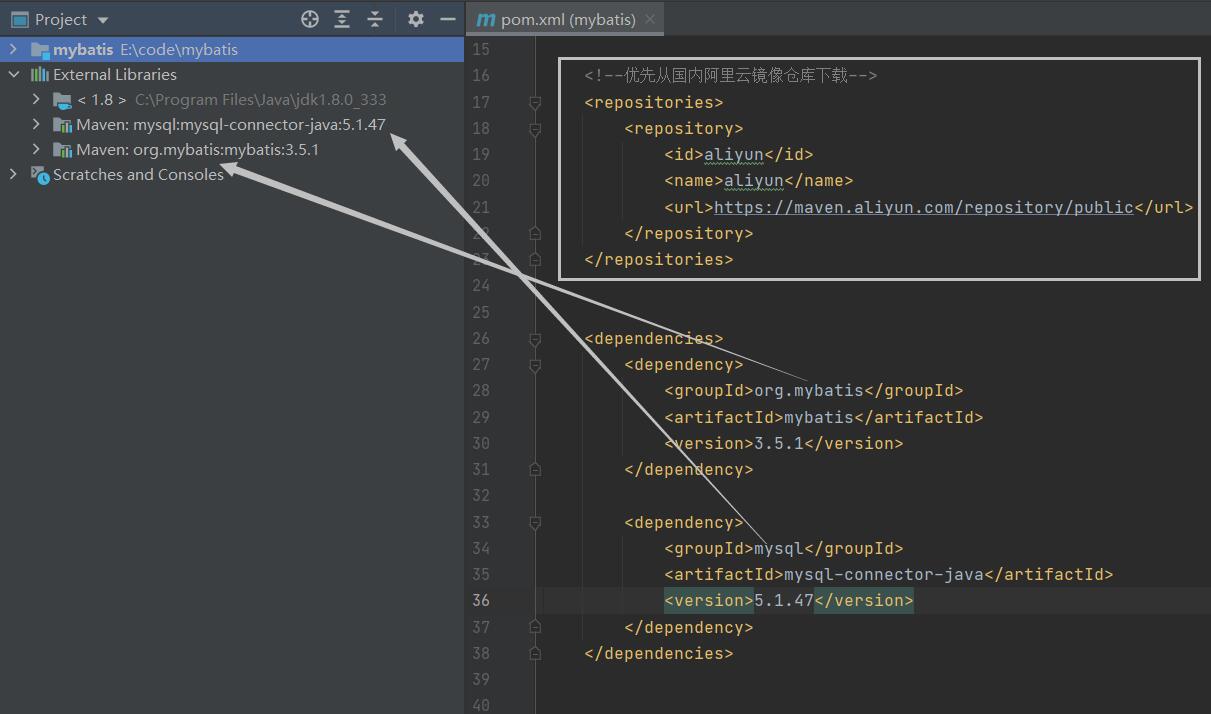 Project
pom.xml (mybatis)
mybatis E:\code\mybatis
External Libraries
< 1.8 > C:\Program Files\Java\jdk1.8.0_333
Maven: mysql:mysql-connector-java:5.1.47
Maven: org.mybatis:mybatis:3.5.1
Scratches and Consoles
15
16 <!--优先从国内阿里云镜像仓库下载-->
17 <repositories>
18 <repository>
19 <id>aliyun</id>
20 <name>aliyun</name>
21 <url>https://maven.aliyun.com/repository/public</url>
22 </repository>
23 </repositories>
24
25
26 <dependencies>
27 <dependency>
28 <groupId>org.mybatis</groupId>
29 <artifactId>mybatis</artifactId>
30 <version>3.5.1</version>
31 </dependency>
32
33 <dependency>
34 <groupId>mysql</groupId>
35 <artifactId>mysql-connector-java</artifactId>
36 <version>5.1.47</version>
37 </dependency>
38 </dependencies>
39
40